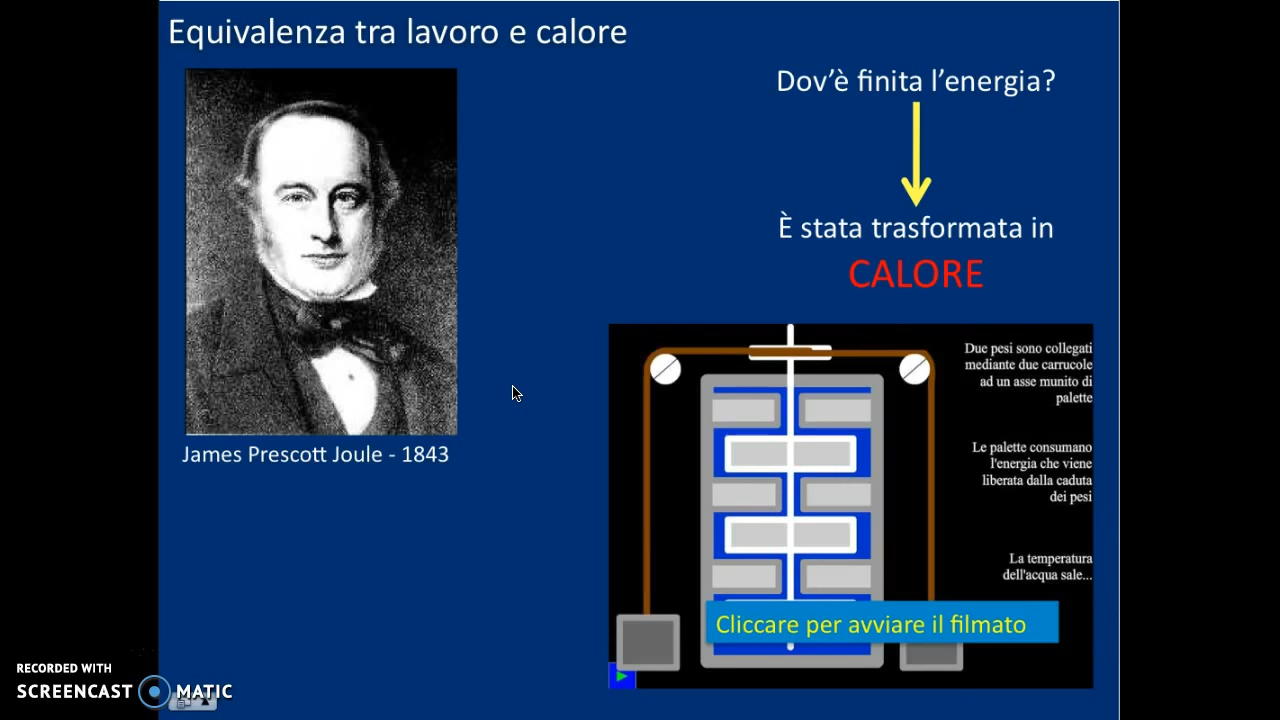 Equivalenza tra lavoro e calore
Dov’è finita l’energia?
È stata trasformata in
CALORE
James Prescott Joule - 1843
Due pesi sono collegati
mediante due carrucole
ad un asse munito di
palette
Le palette consumano
l'energia che viene
liberata dalla caduta
dei pesi
La temperatura
dell'acqua sale...
Cliccare per avviare il filmato
RECORDED WITH
SCREENCAST MATIC